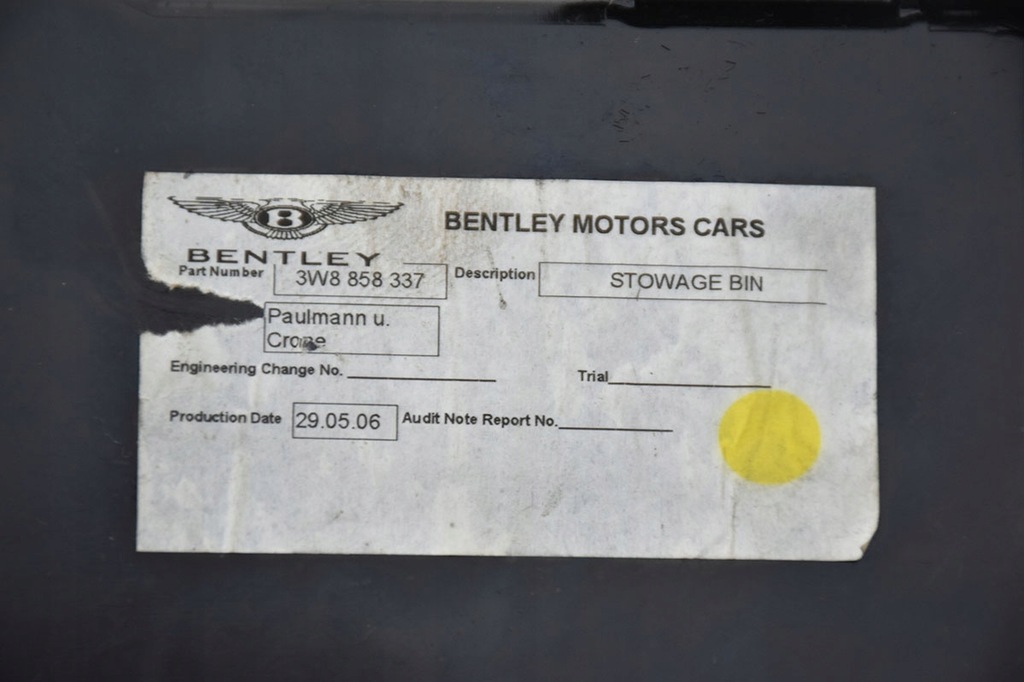 B
BENTLEY
BENTLEY MOTORS CARS
Part Number 3W8 858 337 Description STOWAGE BIN
Paulmann u.
Crone
Engineering Change No. Trial
Production Date 29.05.06 Audit Note Report No.